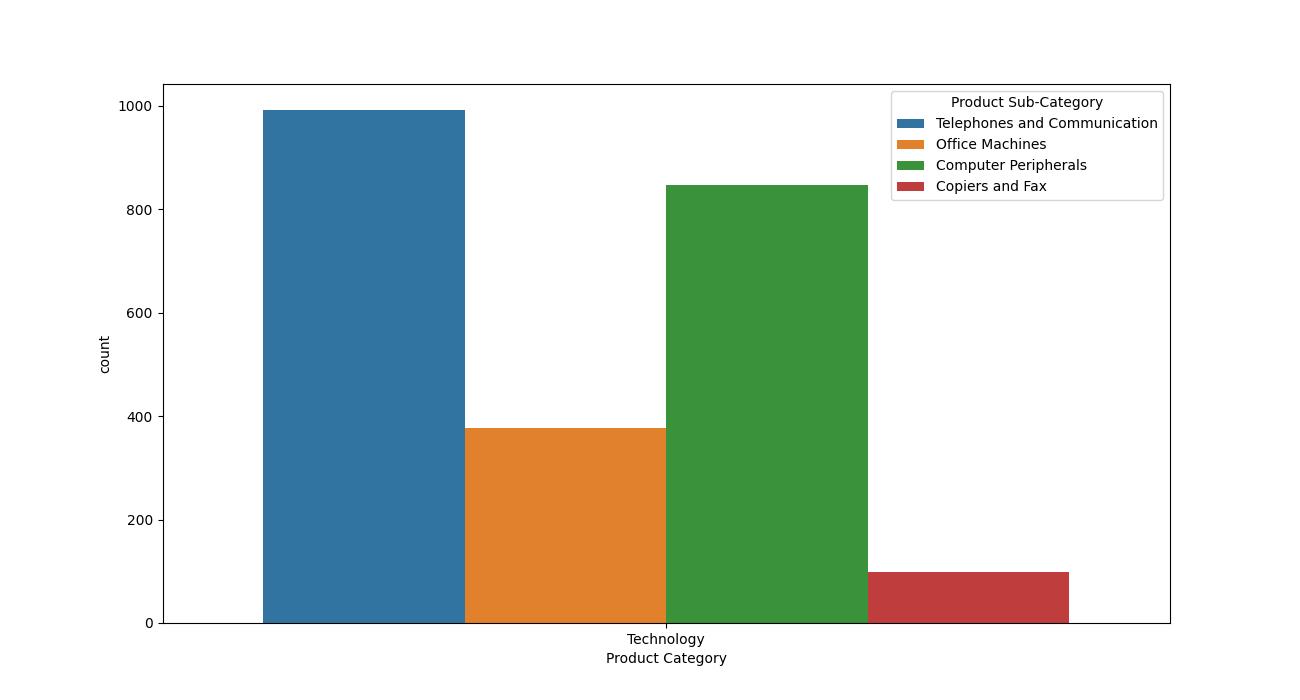 1000
800
600
400
200
0
count
Product Sub-Category
Telephones and Communication
Office Machines
Computer Peripherals
Copiers and Fax
Technology
Product Category